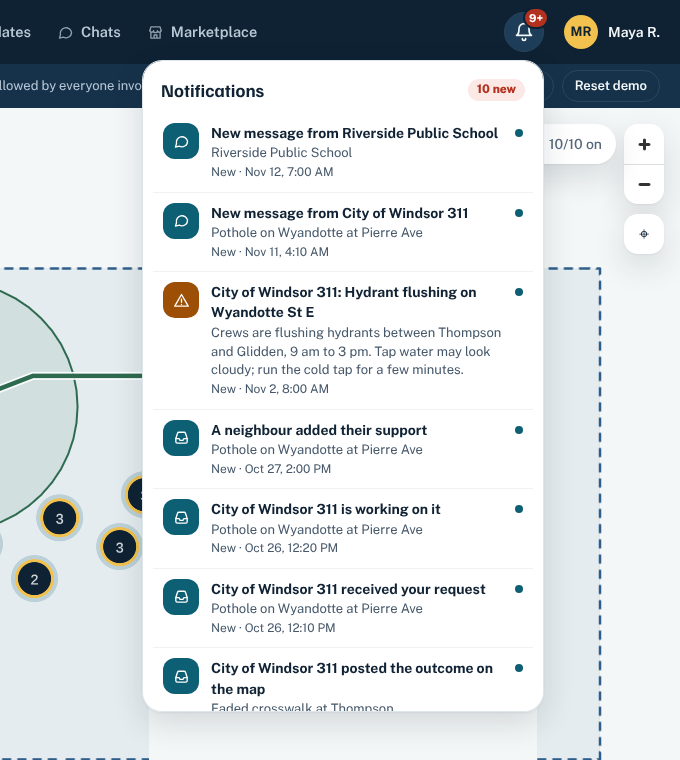 Chats
Marketplace
9+
MR
Maya R.
Reset demo
Notifications
10 new
10/10 on
New message from Riverside Public School
Riverside Public School
New · Nov 12, 7:00 AM
New message from City of Windsor 311
Pothole on Wyandotte at Pierre Ave
New · Nov 11, 4:10 AM
City of Windsor 311: Hydrant flushing on
Wyandotte St E
Crews are flushing hydrants between Thompson
and Glidden, 9 am to 3 pm. Tap water may look
cloudy; run the cold tap for a few minutes.
New · Nov 2, 8:00 AM
A neighbour added their support
Pothole on Wyandotte at Pierre Ave
New · Oct 27, 2:00 PM
City of Windsor 311 is working on it
Pothole on Wyandotte at Pierre Ave
New · Oct 26, 12:20 PM
City of Windsor 311 received your request
Pothole on Wyandotte at Pierre Ave
New · Oct 26, 12:10 PM
City of Windsor 311 posted the outcome on
the map
Faded crosswalk at Thompson
by everyone
3
3
2